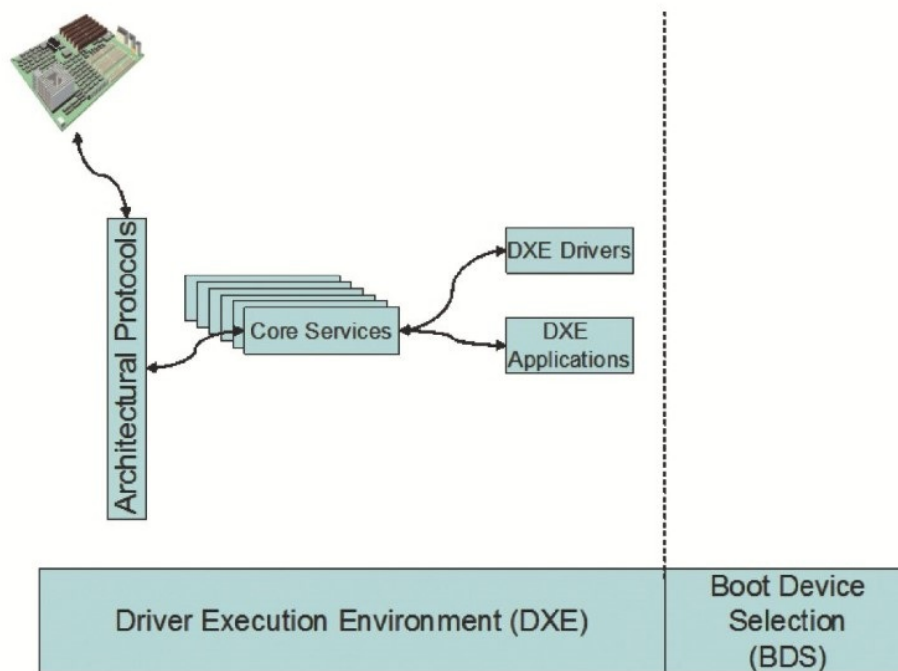 Architectural Protocols
Core Services
DXE Drivers
DXE
Applications
Driver Execution Environment (DXE)
Boot Device
Selection
(BDS)